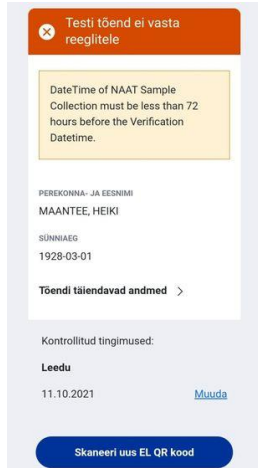 Testi tõend ei vasta
reeglitele
DateTime of NAAT Sample
Collection must be less than 72
hours before the Verification
Datetime.
PEREKONNA- JA EESNIMI
MAANTEE, HEIKI
SÜNNIAEG
1928-03-01
Tõendi täiendavad andmed
Kontrollitud tingimused:
Leedu
11.10.2021 Muuda
Skaneeri uus EL QR kood